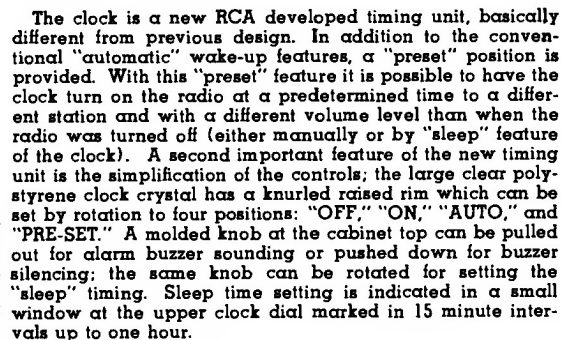 The clock is a new RCA developed timing unit, basically
different from previous design. In addition to the conven-
tional "automatic" wake-up features, a "preset" position is
provided. With this "preset" feature it is possible to have the
clock turn on the radio at a predetermined time to a differ-
ent station and with a different volume level than when the
radio was turned off (either manually or by "sleep" feature
of the clock). A second important feature of the new timing
unit is the simplification of the controls; the large clear poly-
styrene clock crystal has a knurled raised rim which can be
set by rotation to four positions: "OFF," "ON," "AUTO," and
"PRE-SET." A molded knob at the cabinet top can be pulled
out for alarm buzzer sounding or pushed down for buzzer
silencing; the same knob can be rotated for setting the
"sleep" timing. Sleep time setting is indicated in a small
window at the upper clock dial marked in 15 minute inter-
vals up to one hour.